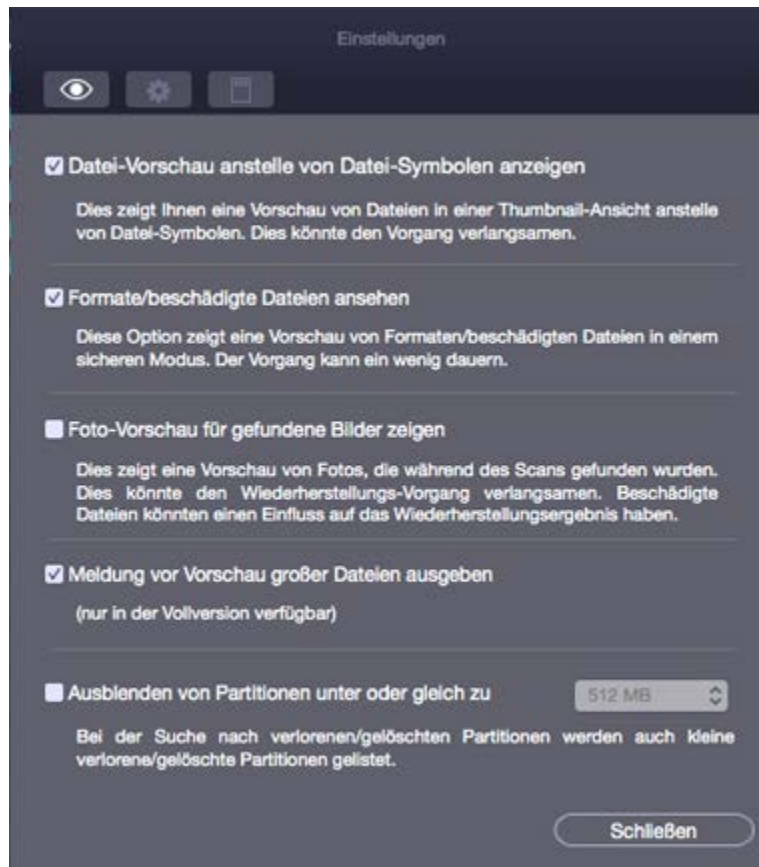 Einstellungen
Datei-Vorschau anstelle von Datei-Symbolen anzeigen
Dies zeigt Ihnen eine Vorschau von Dateien in einer Thumbnail-Ansicht anstelle
von Datei-Symbolen. Dies könnte den Vorgang verlangsamen.
Formate/beschädigte Dateien ansehen
Diese Option zeigt eine Vorschau von Formaten/beschädigten Dateien in einem
sicheren Modus. Der Vorgang kann ein wenig dauern.
Foto-Vorschau für gefundene Bilder zeigen
Dies zeigt eine Vorschau von Fotos, die während des Scans gefunden wurden.
Dies könnte den Wiederherstellungs-Vorgang verlangsamen. Beschädigte
Dateien könnten einen Einfluss auf das Wiederherstellungsergebnis haben.
Meldung vor Vorschau großer Dateien ausgeben
(nur in der Vollversion verfügbar)
Ausblenden von Partitionen unter oder gleich zu 512 MB
Bei der Suche nach verlorenen/gelöschten Partitionen werden auch kleine
verlorene/gelöschte Partitionen gelistet.
Schließen